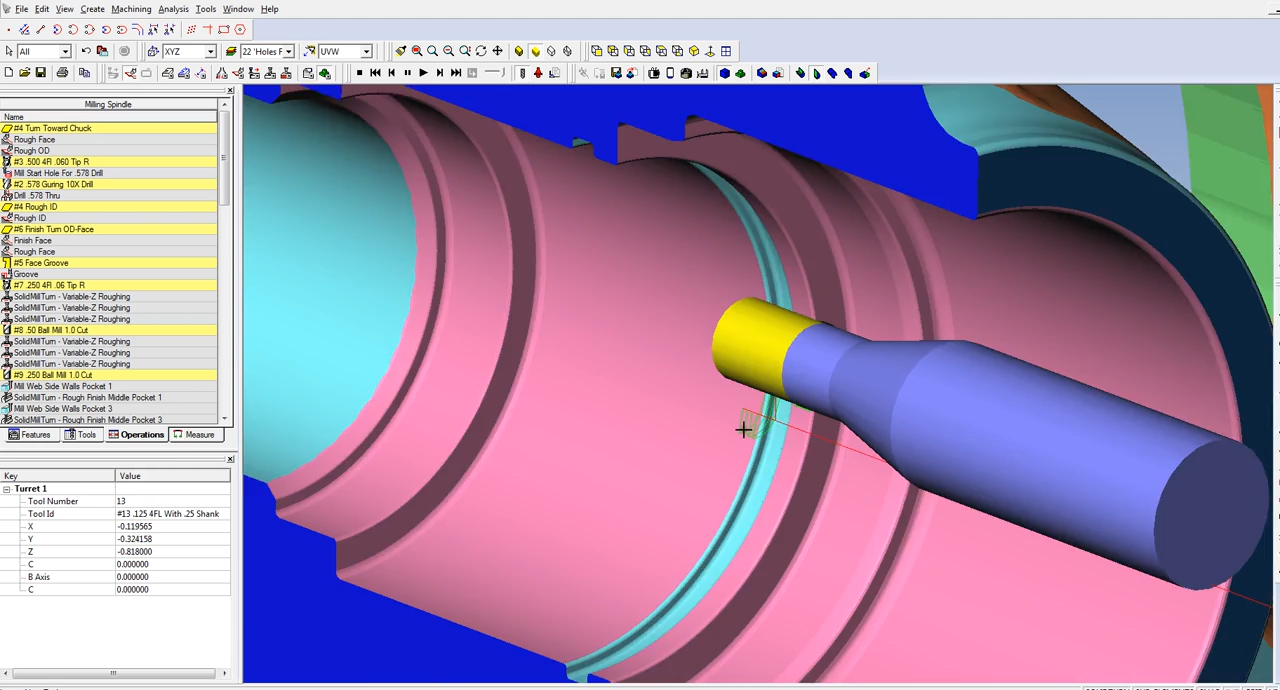 File Edit View Create Machining Analysis Tools Window Help
All XYZ 22 'Holes F UVW
Milling Spindle
Name
#4 Turn Toward Chuck
Rough Face
Rough OD
#3 .500 4Fl .060 Tip R
Mill Start Hole For .578 Drill
#2 .578 Guring 10X Drill
Drill .578 Thru
#4 Rough ID
Rough ID
#6 Finish Turn OD-Face
Finish Face
Rough Face
#5 Face Groove
Groove
#7 .250 4Fl .06 Tip R
SolidMillTurn - Variable-Z Roughing
SolidMillTurn - Variable-Z Roughing
SolidMillTurn - Variable-Z Roughing
#8 .50 Ball Mill 1.0 Cut
SolidMillTurn - Variable-Z Roughing
SolidMillTurn - Variable-Z Roughing
SolidMillTurn - Variable-Z Roughing
#9 .250 Ball Mill 1.0 Cut
Mill Web Side Walls Pocket 1
SolidMillTurn - Rough Finish Middle Pocket 1
Mill Web Side Walls Pocket 3
SolidMillTurn - Rough Finish Middle Pocket 3
Features Tools Operations Measure
Key Value
Turret 1
Tool Number 13
Tool Id #13 .125 4FL With .25 Shank
X -0.119565
Y -0.324158
Z -0.818000
C 0.000000
B Axis 0.000000
C 0.000000